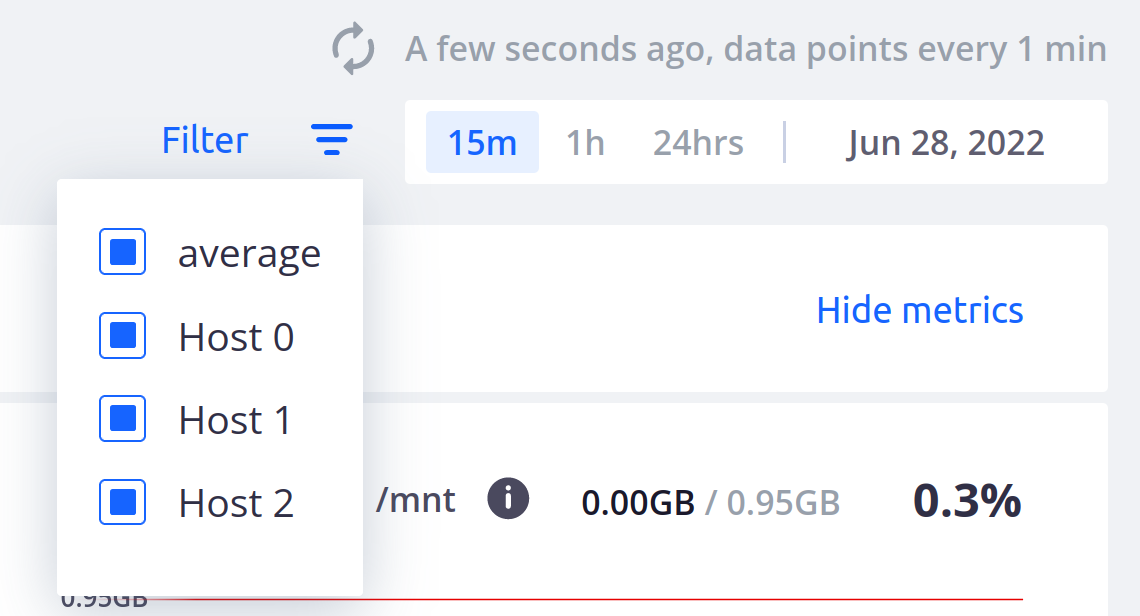 A few seconds ago, data points every 1 min
Filter
15m 1h 24hrs Jun 28, 2022
average
Host 0
Host 1
Host 2
Hide metrics
/mnt 0.00GB / 0.95GB 0.3%
0.95GB